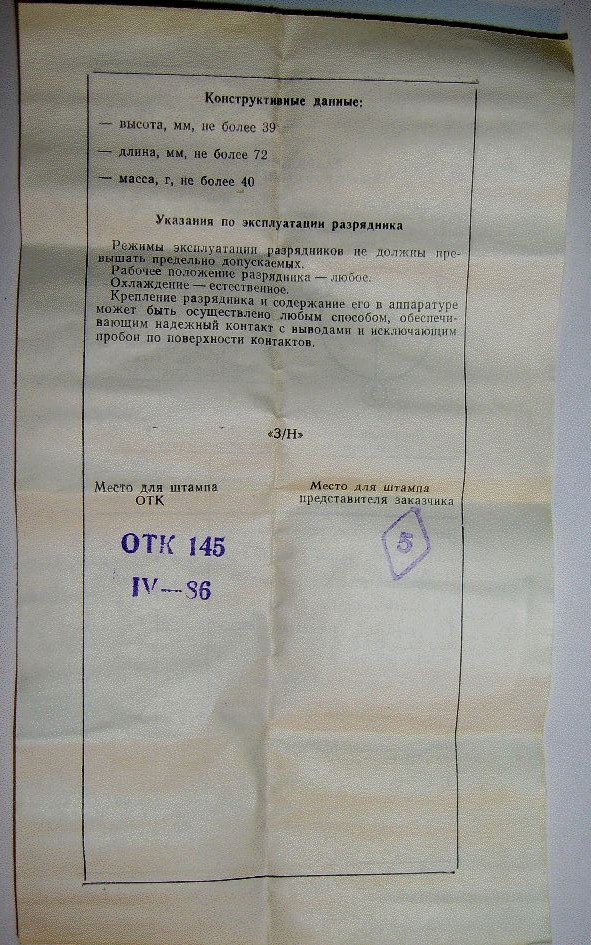 Конструктивные данные:
— высота, мм, не более 39
— длина, мм, не более 72
— масса, г, не более 40
Указания по эксплуатации разрядника
Режимы эксплуатации разрядников не должны пре-
вышать предельно допускаемых.
Рабочее положение разрядника — любое.
Охлаждение — естественное.
Крепление разрядника и содержание его в аппаратуре
может быть осуществлено любым способом, обеспечи-
вающим надежный контакт с выводами и исключающим
пробой по поверхности контактов.
«З/Н»
Место для штампа
ОТК
Место для штампа
представителя заказчика
ОТК 145
IV—86
5